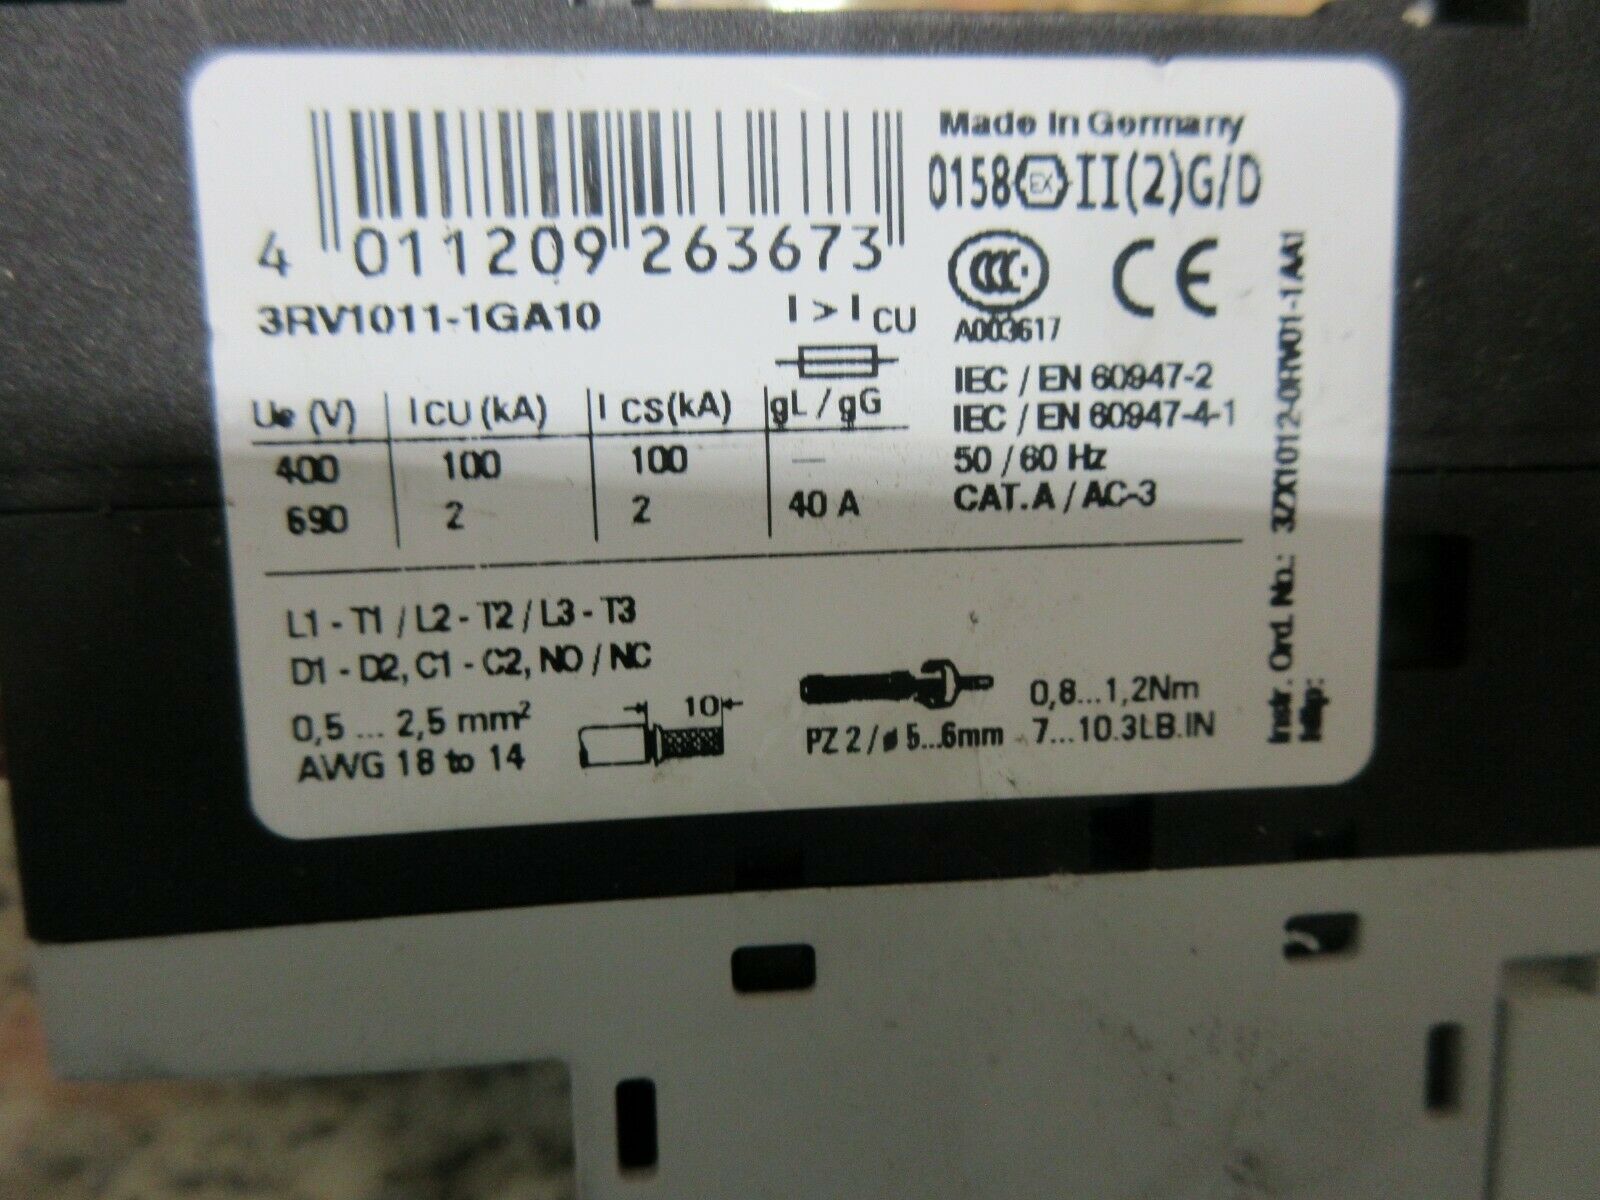 Made In Germany
0158 EX II(2)G/D
4 011209 263673
3RV1011-1GA10
I > I CU
CCC
CE
A003617
Ue (V) I CU (kA) I CS(kA) gL / gG
400 100 100 —
690 2 2 40 A
IEC / EN 60947-2
IEC / EN 60947-4-1
50 / 60 Hz
CAT. A / AC-3
L1 - T1 / L2 - T2 / L3 - T3
D1 - D2, C1 - C2, NO / NC
0,5 ... 2,5 mm²
AWG 18 to 14
10
PZ 2 / ø 5...6mm
0,8...1,2Nm
7...10.3LB.IN
Instr. Ord. No.: 3ZX1012-0RV01-1AA1